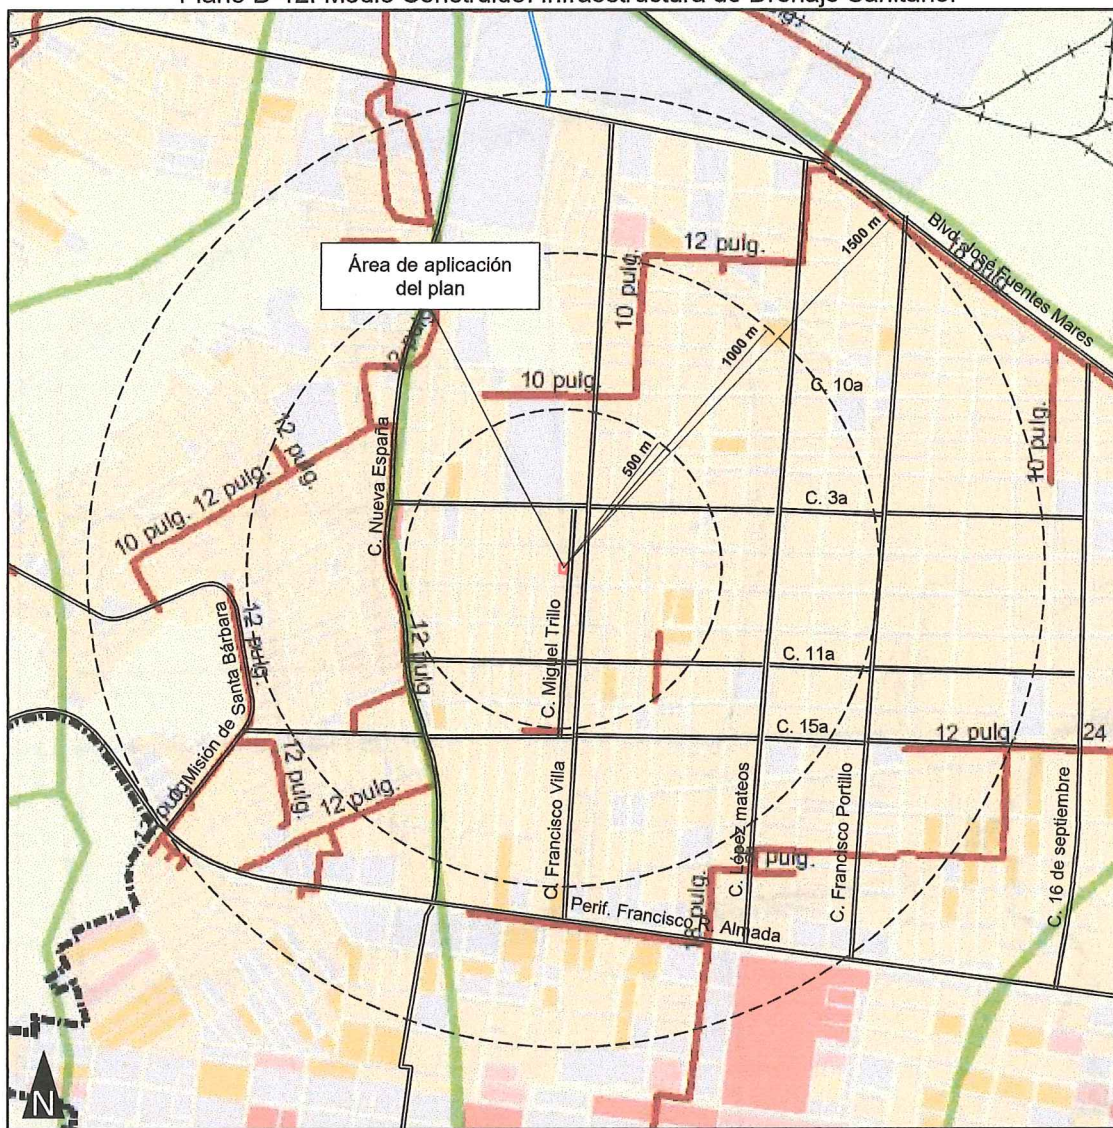 Plano D-12. Medio Construido: Infraestructura de Drenaje Sanitario.
1500 m
Blvd. José Fuentes Mares
18 pulg.
12 pulg.
10 pulg.
Área de aplicación
del plan
12 pulg.
1000 m
10 pulg.
C. 10a
12 pulg.
500 m
10 pulg.
C. Nueva España
12 pulg.
10 pulg.
C. 3a
12 pulg.
Misión de Santa Bárbara
12 pulg.
C. Miguel Trillo
C. 11a
C. 15a
12 pulg.
24
12 pulg.
12 pulg.
C. Francisco Villa
C. López mateos
C. Francisco Portillo
C. 16 de septiembre
pulg.
18 pulg.
Perif. Francisco R. Almada
N